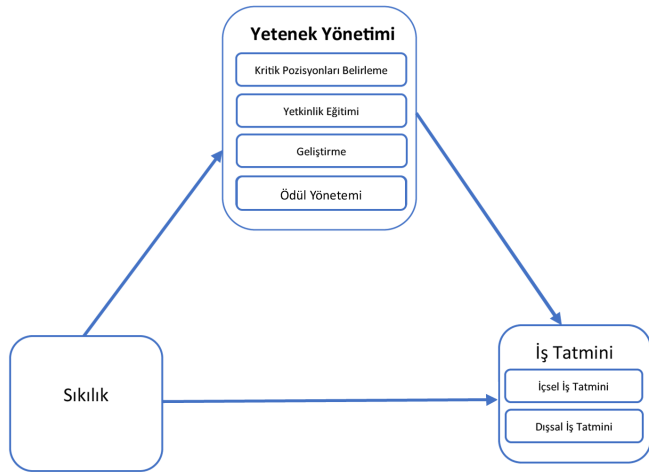 Yetenek Yönetimi
Kritik Pozisyonları Belirleme
Yetkinlik Eğitimi
Geliştirme
Ödül Yönetemi
Sıkılık
İş Tatmini
İçsel İş Tatmini
Dışsal İş Tatmini